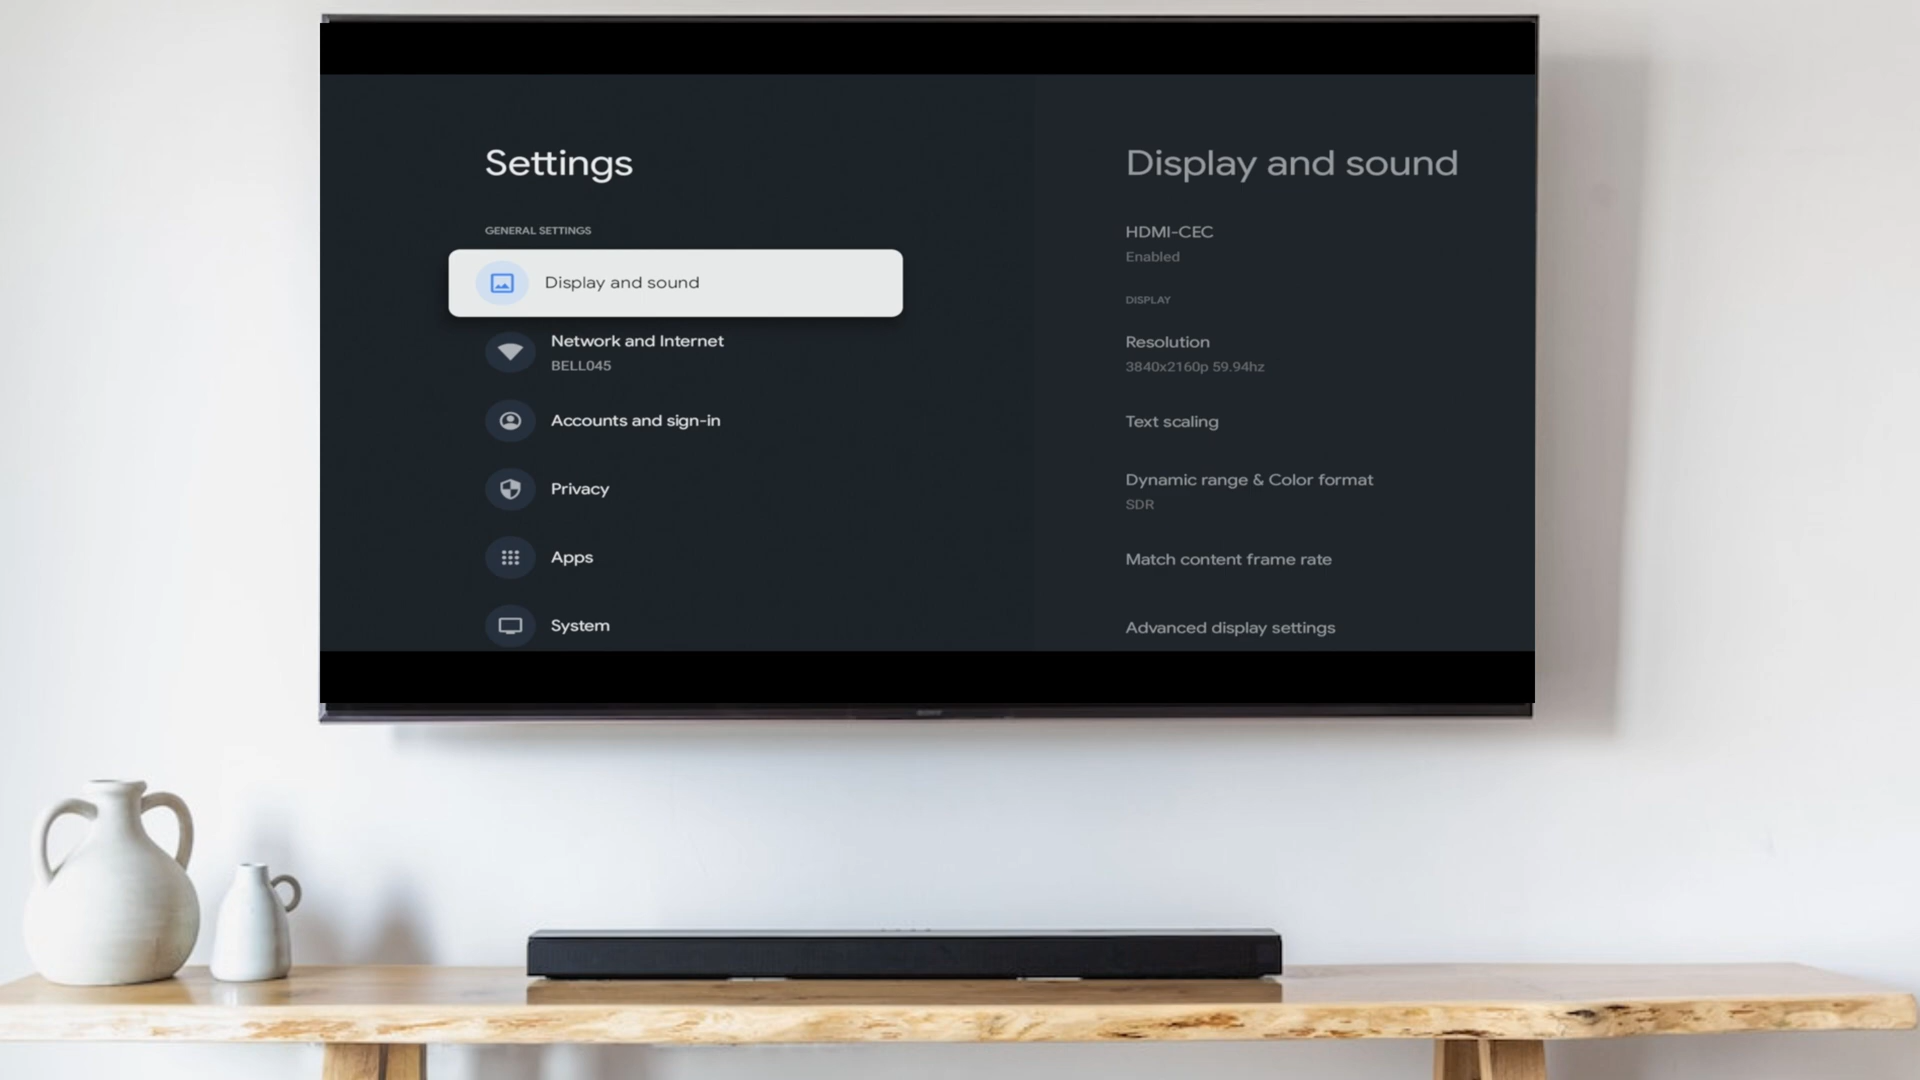 Settings
GENERAL SETTINGS
Display and sound
Network and Internet
BELL045
Accounts and sign-in
Privacy
Apps
System
Display and sound
HDMI-CEC
Enabled
DISPLAY
Resolution
3840x2160p 59.94hz
Text scaling
Dynamic range & Color format
SDR
Match content frame rate
Advanced display settings